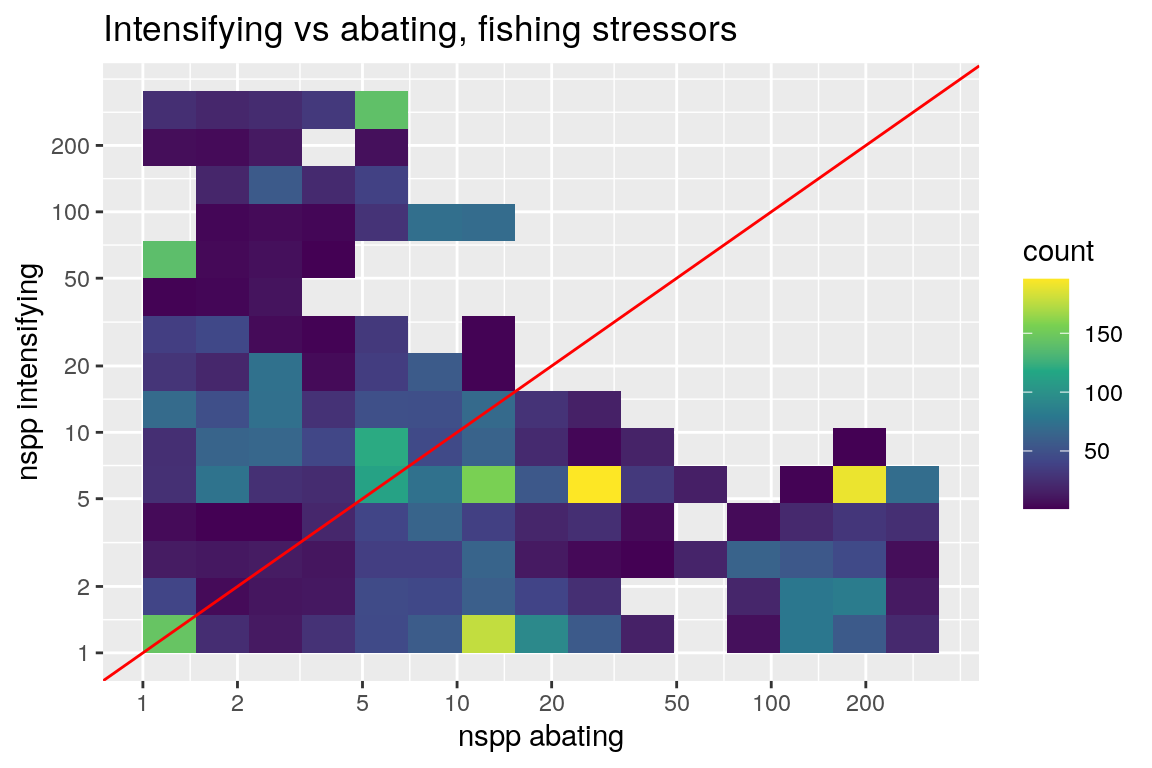 Intensifying vs abating, fishing stressors
nspp intensifying
200
100
50
20
10
5
2
1
1 2 5 10 20 50 100 200
nspp abating
count
150
100
50